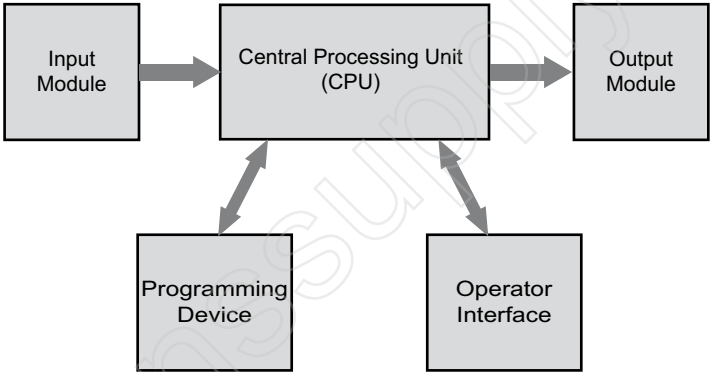 Input
Module
Central Processing Unit
(CPU)
Output
Module
Programming
Device
Operator
Interface